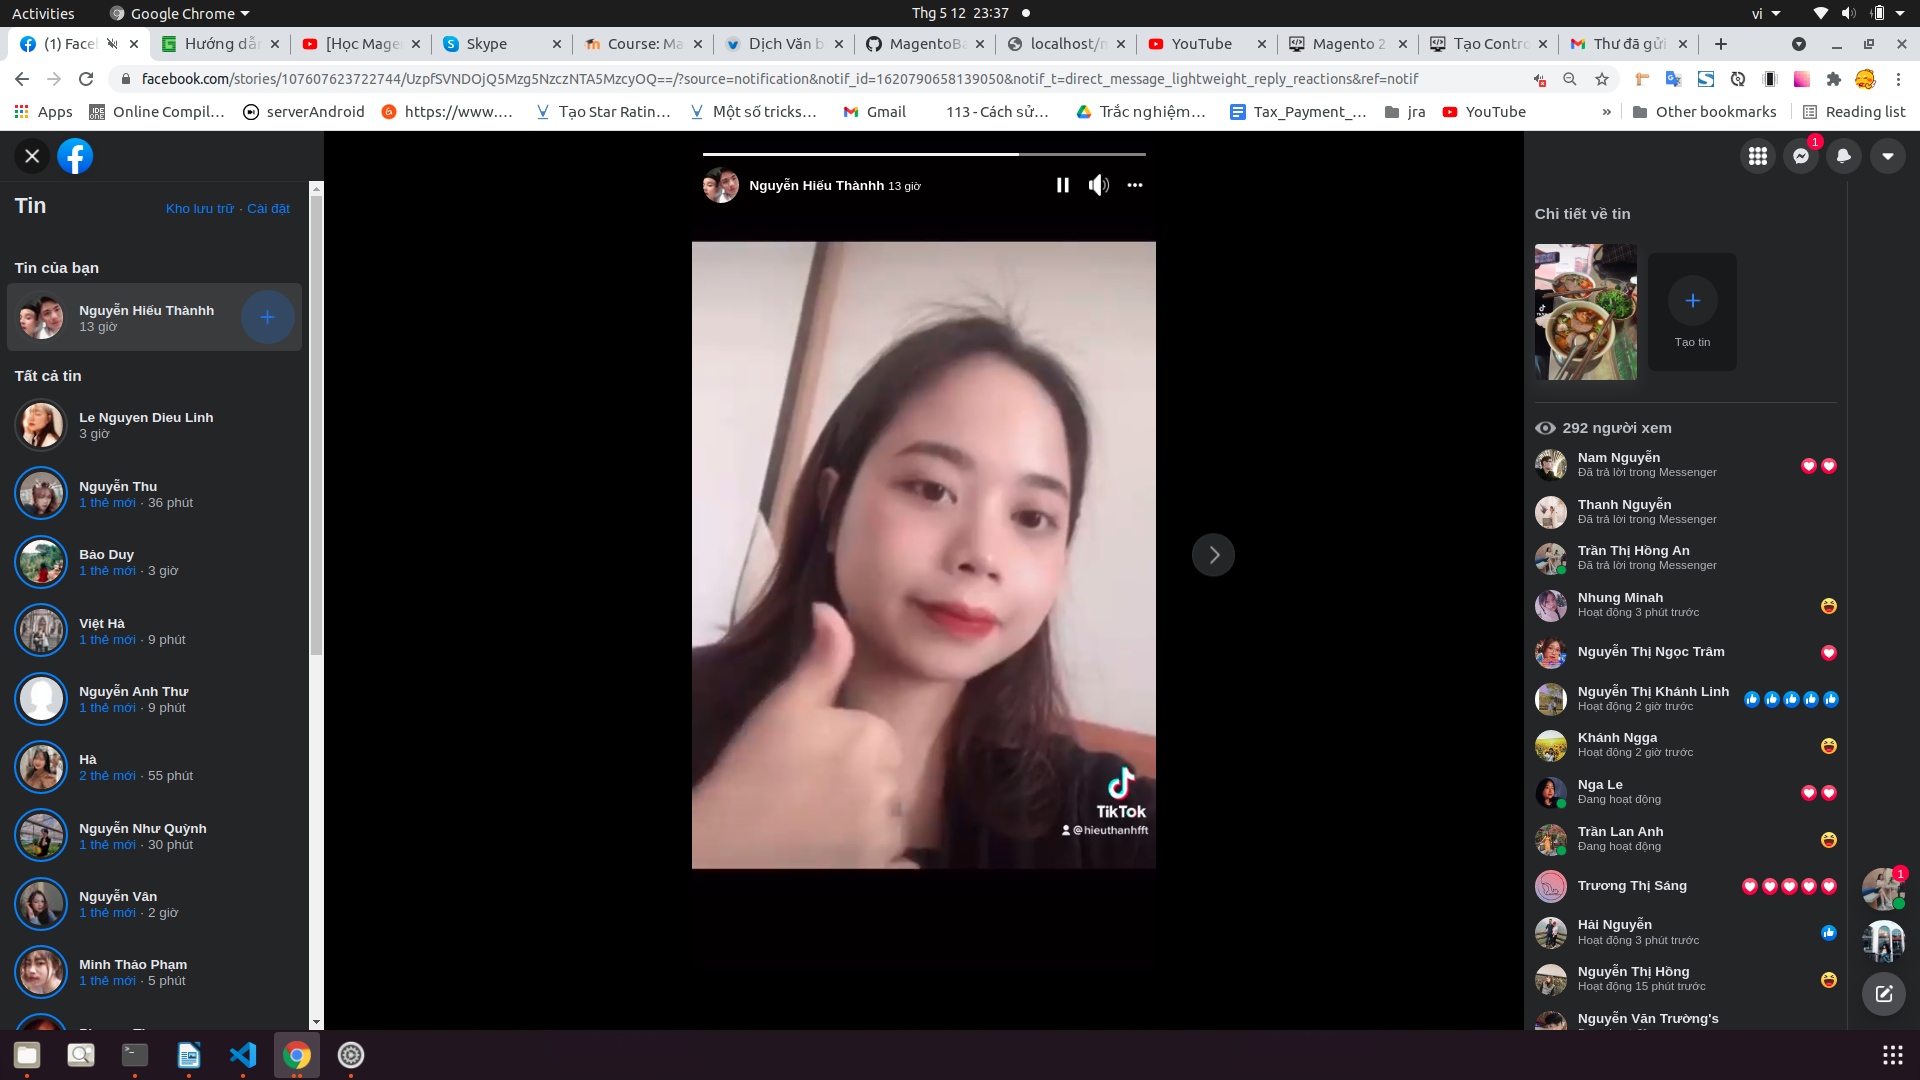 Activities
Google Chrome
Thg 5 12 23:37
vi
(1) Facel
Hướng dẫn
[Học Mage
Skype
Course: Ma
Dịch Văn b
MagentoBa
localhost/m
YouTube
Magento 2
Tạo Contro
Thư đã gửi
facebook.com/stories/107607623722744/UzpfSVNDOjQ5Mzg5NzczNTA5MzcyOQ==/?source=notification&notif_id=1620790658139050&notif_t=direct_message_lightweight_reply_reactions&ref=notif
Apps
Online Compil...
serverAndroid
https://www....
Tạo Star Ratin...
Một số tricks...
Gmail
113 - Cách sử...
Trắc nghiệm...
Tax_Payment_...
jra
YouTube
»
Other bookmarks
Reading list
Tin
Kho lưu trữ · Cài đặt
Tin của bạn
Nguyễn Hiếu Thànhh
13 giờ
Tất cả tin
Le Nguyen Dieu Linh
3 giờ
Nguyễn Thu
1 thẻ mới · 36 phút
Bảo Duy
1 thẻ mới · 3 giờ
Việt Hà
1 thẻ mới · 9 phút
Nguyễn Anh Thư
1 thẻ mới · 9 phút
Hà
2 thẻ mới · 55 phút
Nguyễn Như Quỳnh
1 thẻ mới · 30 phút
Nguyễn Vân
1 thẻ mới · 2 giờ
Minh Thảo Phạm
1 thẻ mới · 5 phút
Nguyễn Hiếu Thànhh 13 giờ
TikTok
@hieuthanhfft
1
Chi tiết về tin
Tạo tin
292 người xem
Nam Nguyễn
Đã trả lời trong Messenger
Thanh Nguyễn
Đã trả lời trong Messenger
Trần Thị Hồng An
Đã trả lời trong Messenger
Nhung Minah
Hoạt động 3 phút trước
Nguyễn Thị Ngọc Trâm
Nguyễn Thị Khánh Linh
Hoạt động 2 giờ trước
Khánh Ngga
Hoạt động 2 giờ trước
Nga Le
Đang hoạt động
Trần Lan Anh
Đang hoạt động
Trương Thị Sáng
Hải Nguyễn
Hoạt động 3 phút trước
Nguyễn Thị Hồng
Hoạt động 15 phút trước
Nguyễn Văn Trường's
1